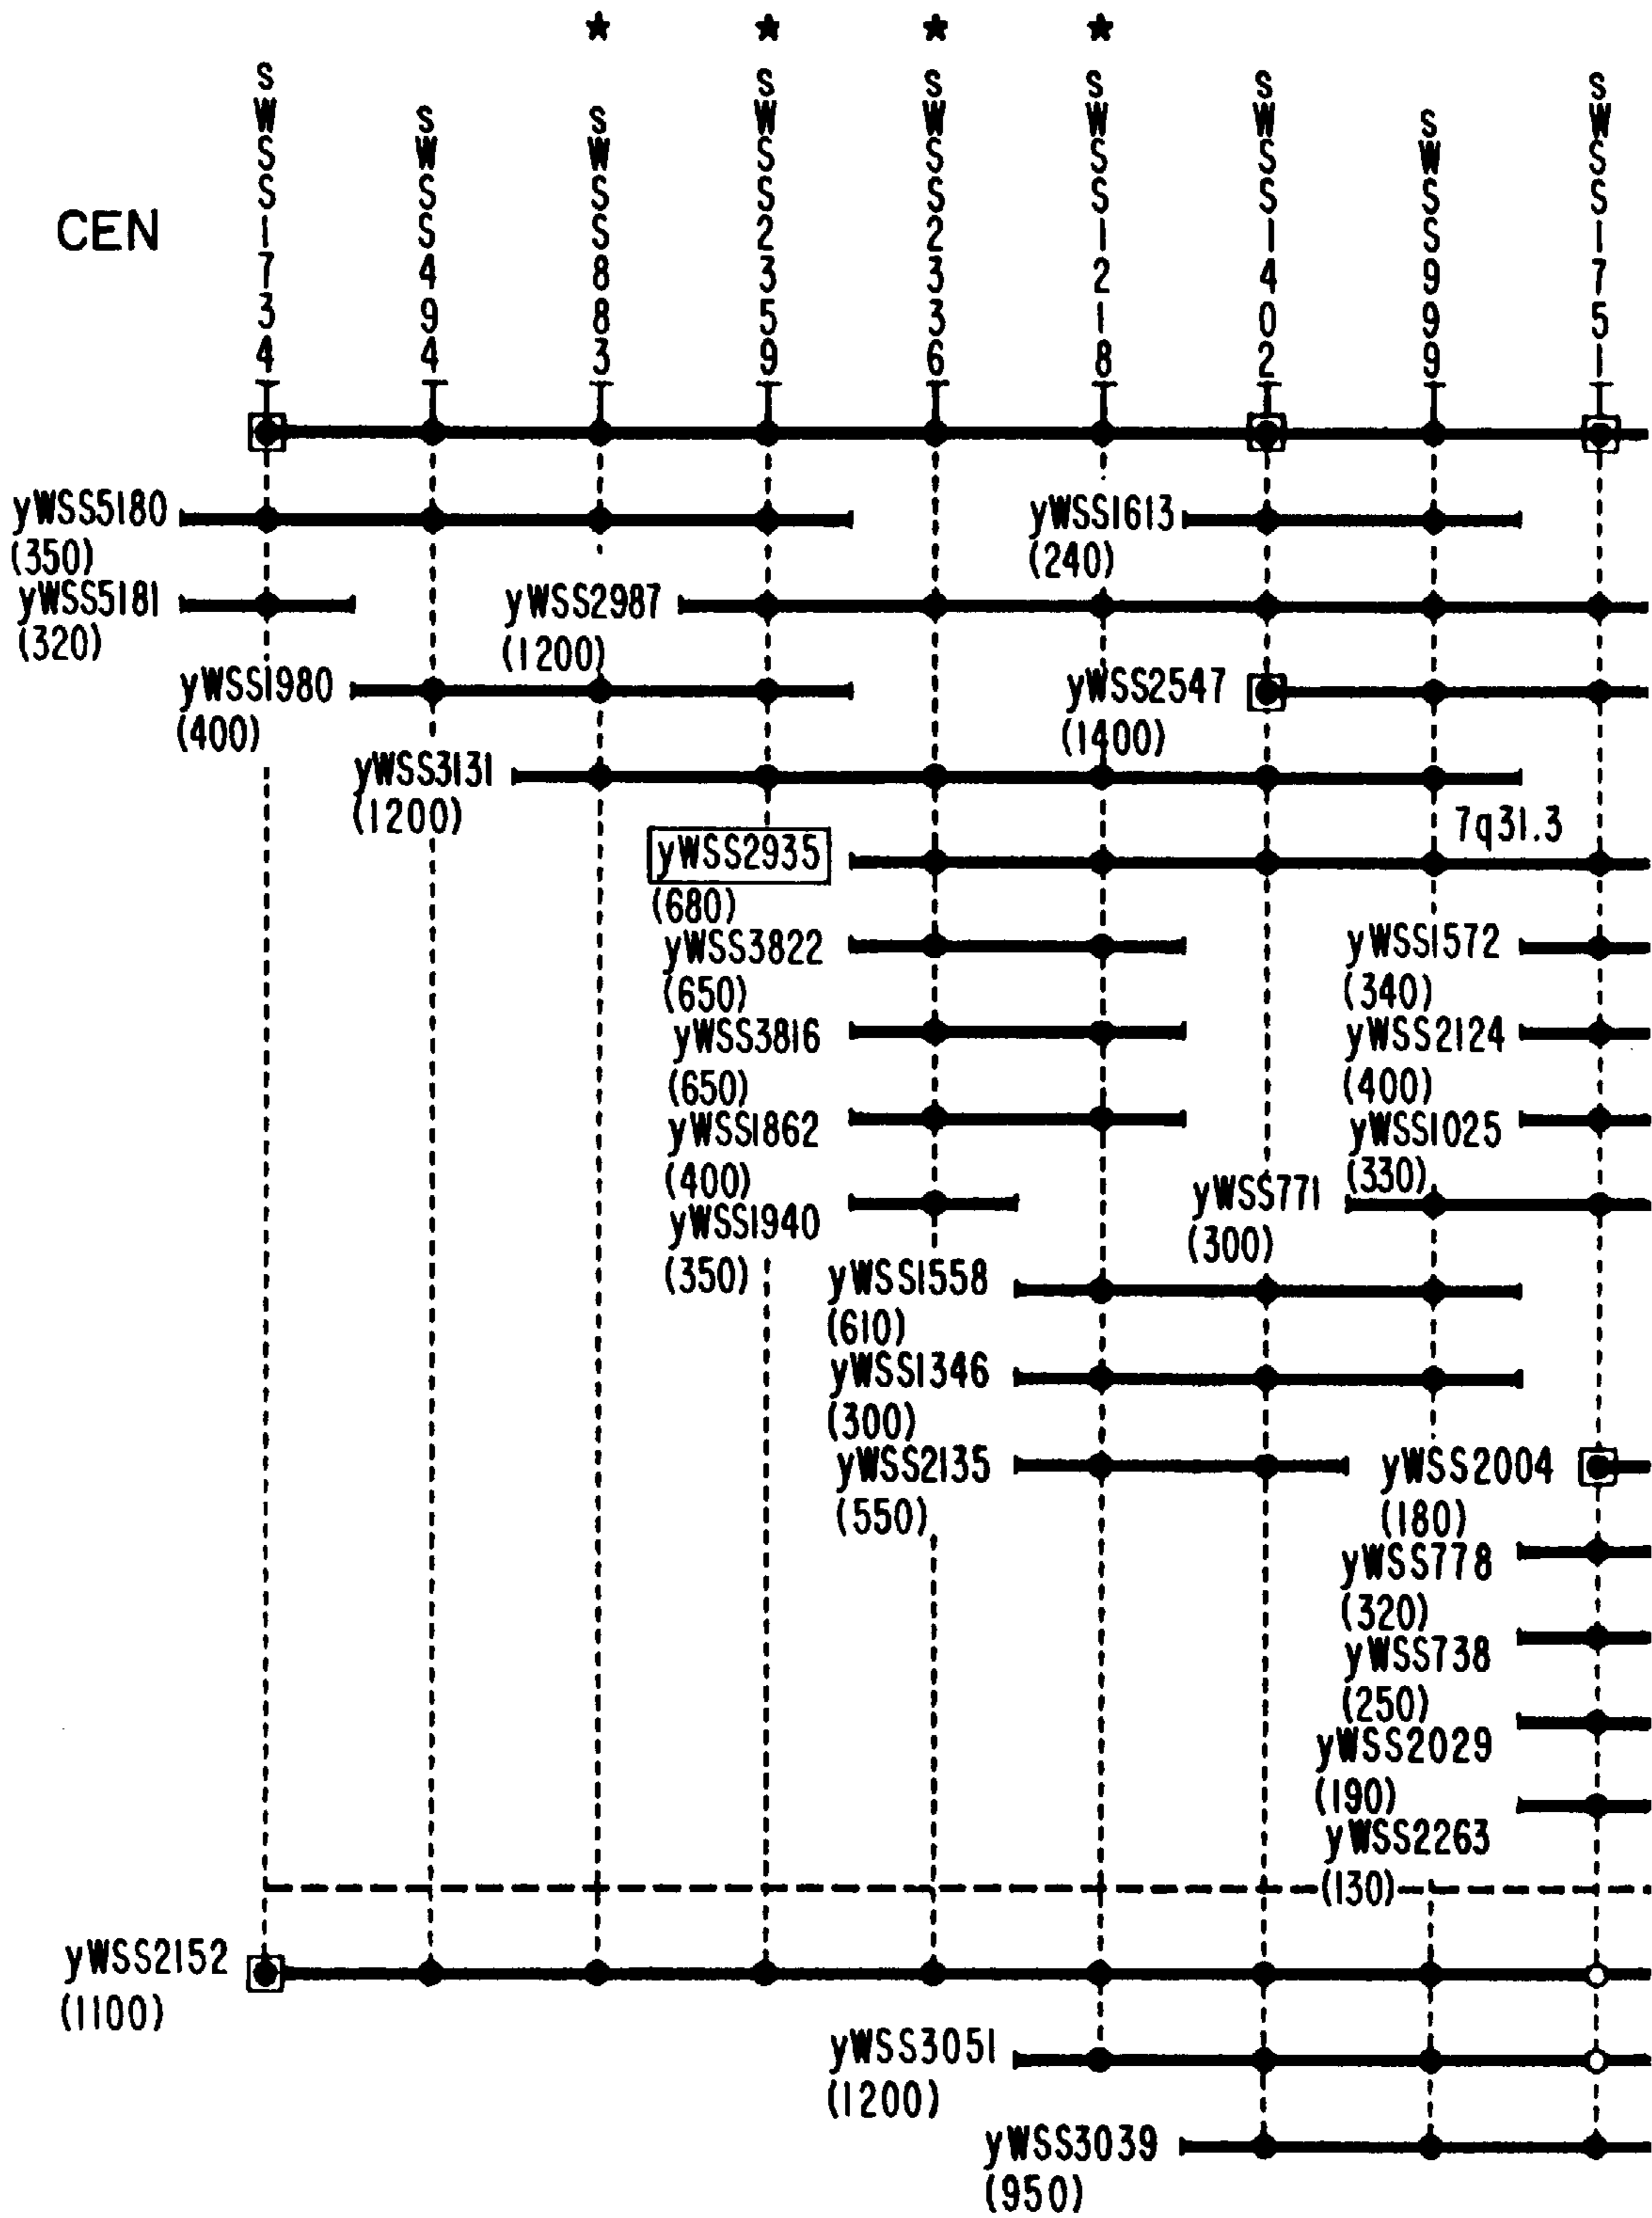 ★ ★ ★ ★
sWSS1734
sWSS494
sWSS883
sWSS2359
sWSS2336
sWSS1218
sWSS1402
sWSS999
sWSS1751
CEN
yWSS5180
(350)
yWSS1613
(240)
yWSS5181
(320)
yWSS2987
(1200)
yWSS1980
(400)
yWSS2547
(1400)
yWSS3131
(1200)
7q31.3
yWSS2935
(680)
yWSS3822
(650)
yWSS1572
(340)
yWSS3816
(650)
yWSS2124
(400)
yWSS1862
(400)
yWSS1025
(330)
yWSS1940
(350)
yWSS771
(300)
yWSS1558
(610)
yWSS1346
(300)
yWSS2135
(550)
yWSS2004
(180)
yWSS778
(320)
yWSS738
(250)
yWSS2029
(190)
yWSS2263
(130)
yWSS2152
(1100)
yWSS3051
(1200)
yWSS3039
(950)